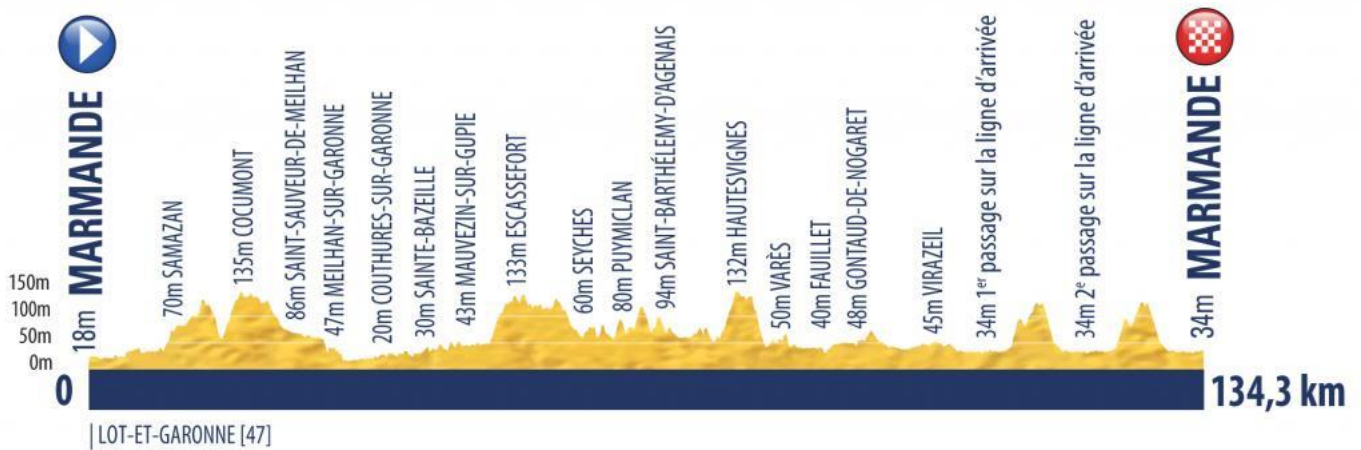 18m MARMANDE
70m SAMAZAN
135m COCUMONT
86m SAINT-SAUVEUR-DE-MEILHAN
47m MEILHAN-SUR-GARONNE
20m COUTHURES-SUR-GARONNE
30m SAINTE-BAZEILLE
43m MAUVEZIN-SUR-GUPIE
133m ESCASSEFORT
60m SEYCHES
80m PUYMICLAN
94m SAINT-BARTHÉLEMY-D'AGENAIS
132m HAUTESVIGNES
50m VARÈS
40m FAUILLET
48m GONTAUD-DE-NOGARET
45m VIRAZEIL
34m 1er passage sur la ligne d'arrivée
34m 2e passage sur la ligne d'arrivée
34m MARMANDE
150m
100m
50m
0m
0
134,3 km
| LOT-ET-GARONNE [47]